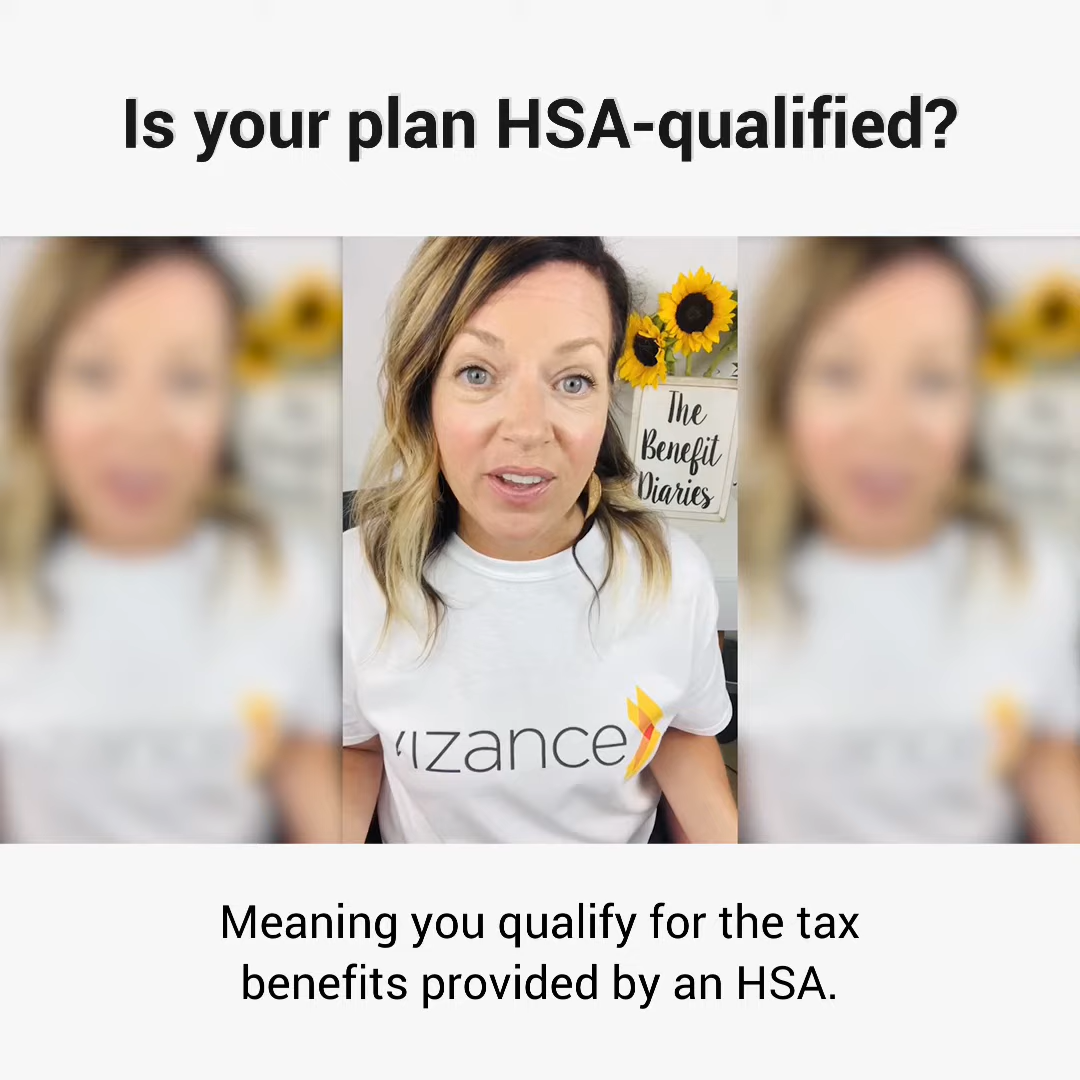 Is your plan HSA-qualified?
The
Benefit
Diaries
vizance
Meaning you qualify for the tax
benefits provided by an HSA.